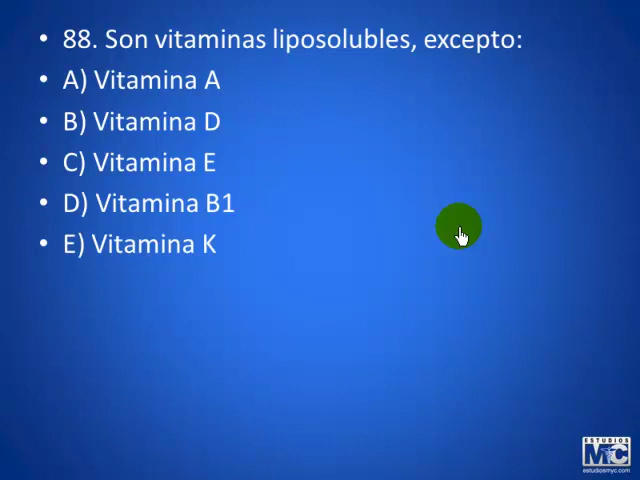 • 88. Son vitaminas liposolubles, excepto:
• A) Vitamina A
• B) Vitamina D
• C) Vitamina E
• D) Vitamina B1
• E) Vitamina K
ESTUDIOS
MyC
estudiosmyc.com